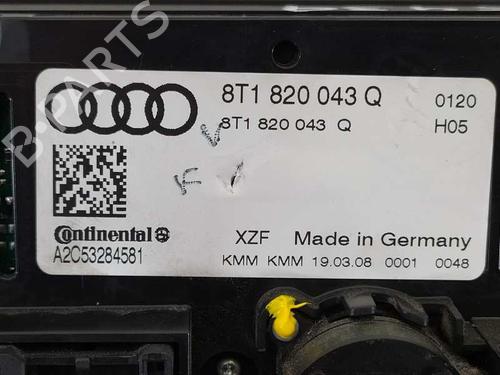 8T1 820 043 Q 0120
8T1 820 043 Q H05
V
F
Continental
A2C53284581
XZF Made in Germany
KMM KMM 19.03.08 0001 0048
B-PARTS